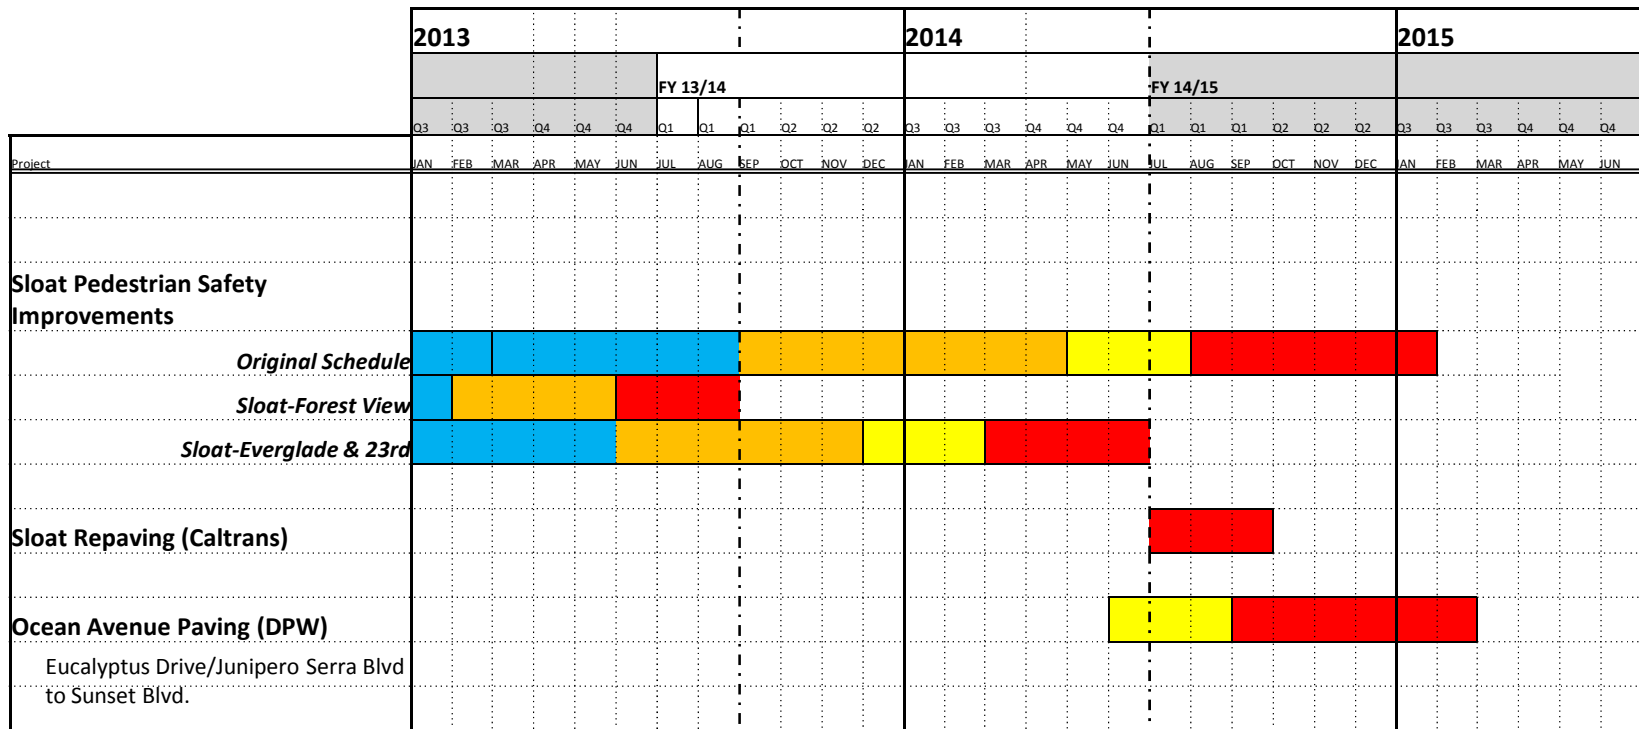 2013 2014 2015
FY 13/14 FY 14/15
Q3 Q3 Q3 Q4 Q4 Q4 Q1 Q1 Q1 Q2 Q2 Q2 Q3 Q3 Q3 Q4 Q4 Q4 Q1 Q1 Q1 Q2 Q2 Q2 Q3 Q3 Q3 Q4 Q4 Q4
Project JAN FEB MAR APR MAY JUN JUL AUG SEP OCT NOV DEC JAN FEB MAR APR MAY JUN JUL AUG SEP OCT NOV DEC JAN FEB MAR APR MAY JUN
Sloat Pedestrian Safety
Improvements
Original Schedule
Sloat-Forest View
Sloat-Everglade & 23rd
Sloat Repaving (Caltrans)
Ocean Avenue Paving (DPW)
Eucalyptus Drive/Junipero Serra Blvd
to Sunset Blvd.